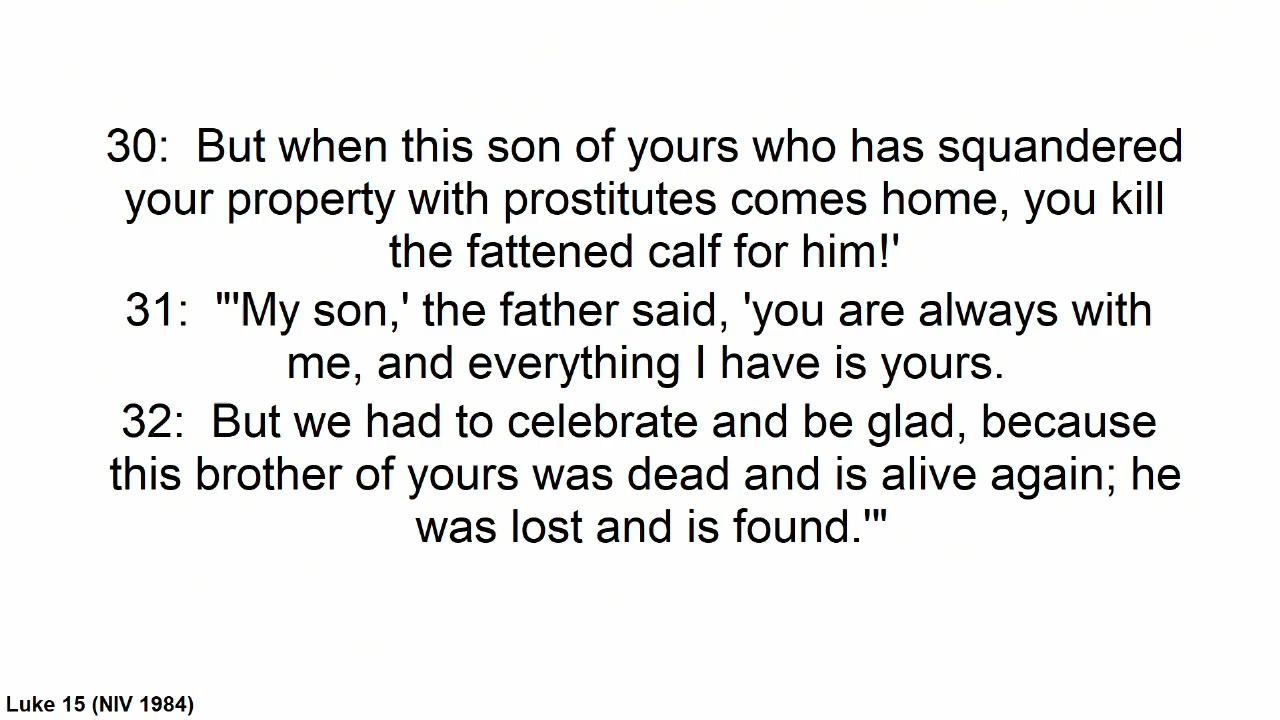 30:  But when this son of yours who has squandered
your property with prostitutes comes home, you kill
the fattened calf for him!'
31:  "'My son,' the father said, 'you are always with
me, and everything I have is yours.
32:  But we had to celebrate and be glad, because
this brother of yours was dead and is alive again; he
was lost and is found.'"
Luke 15 (NIV 1984)